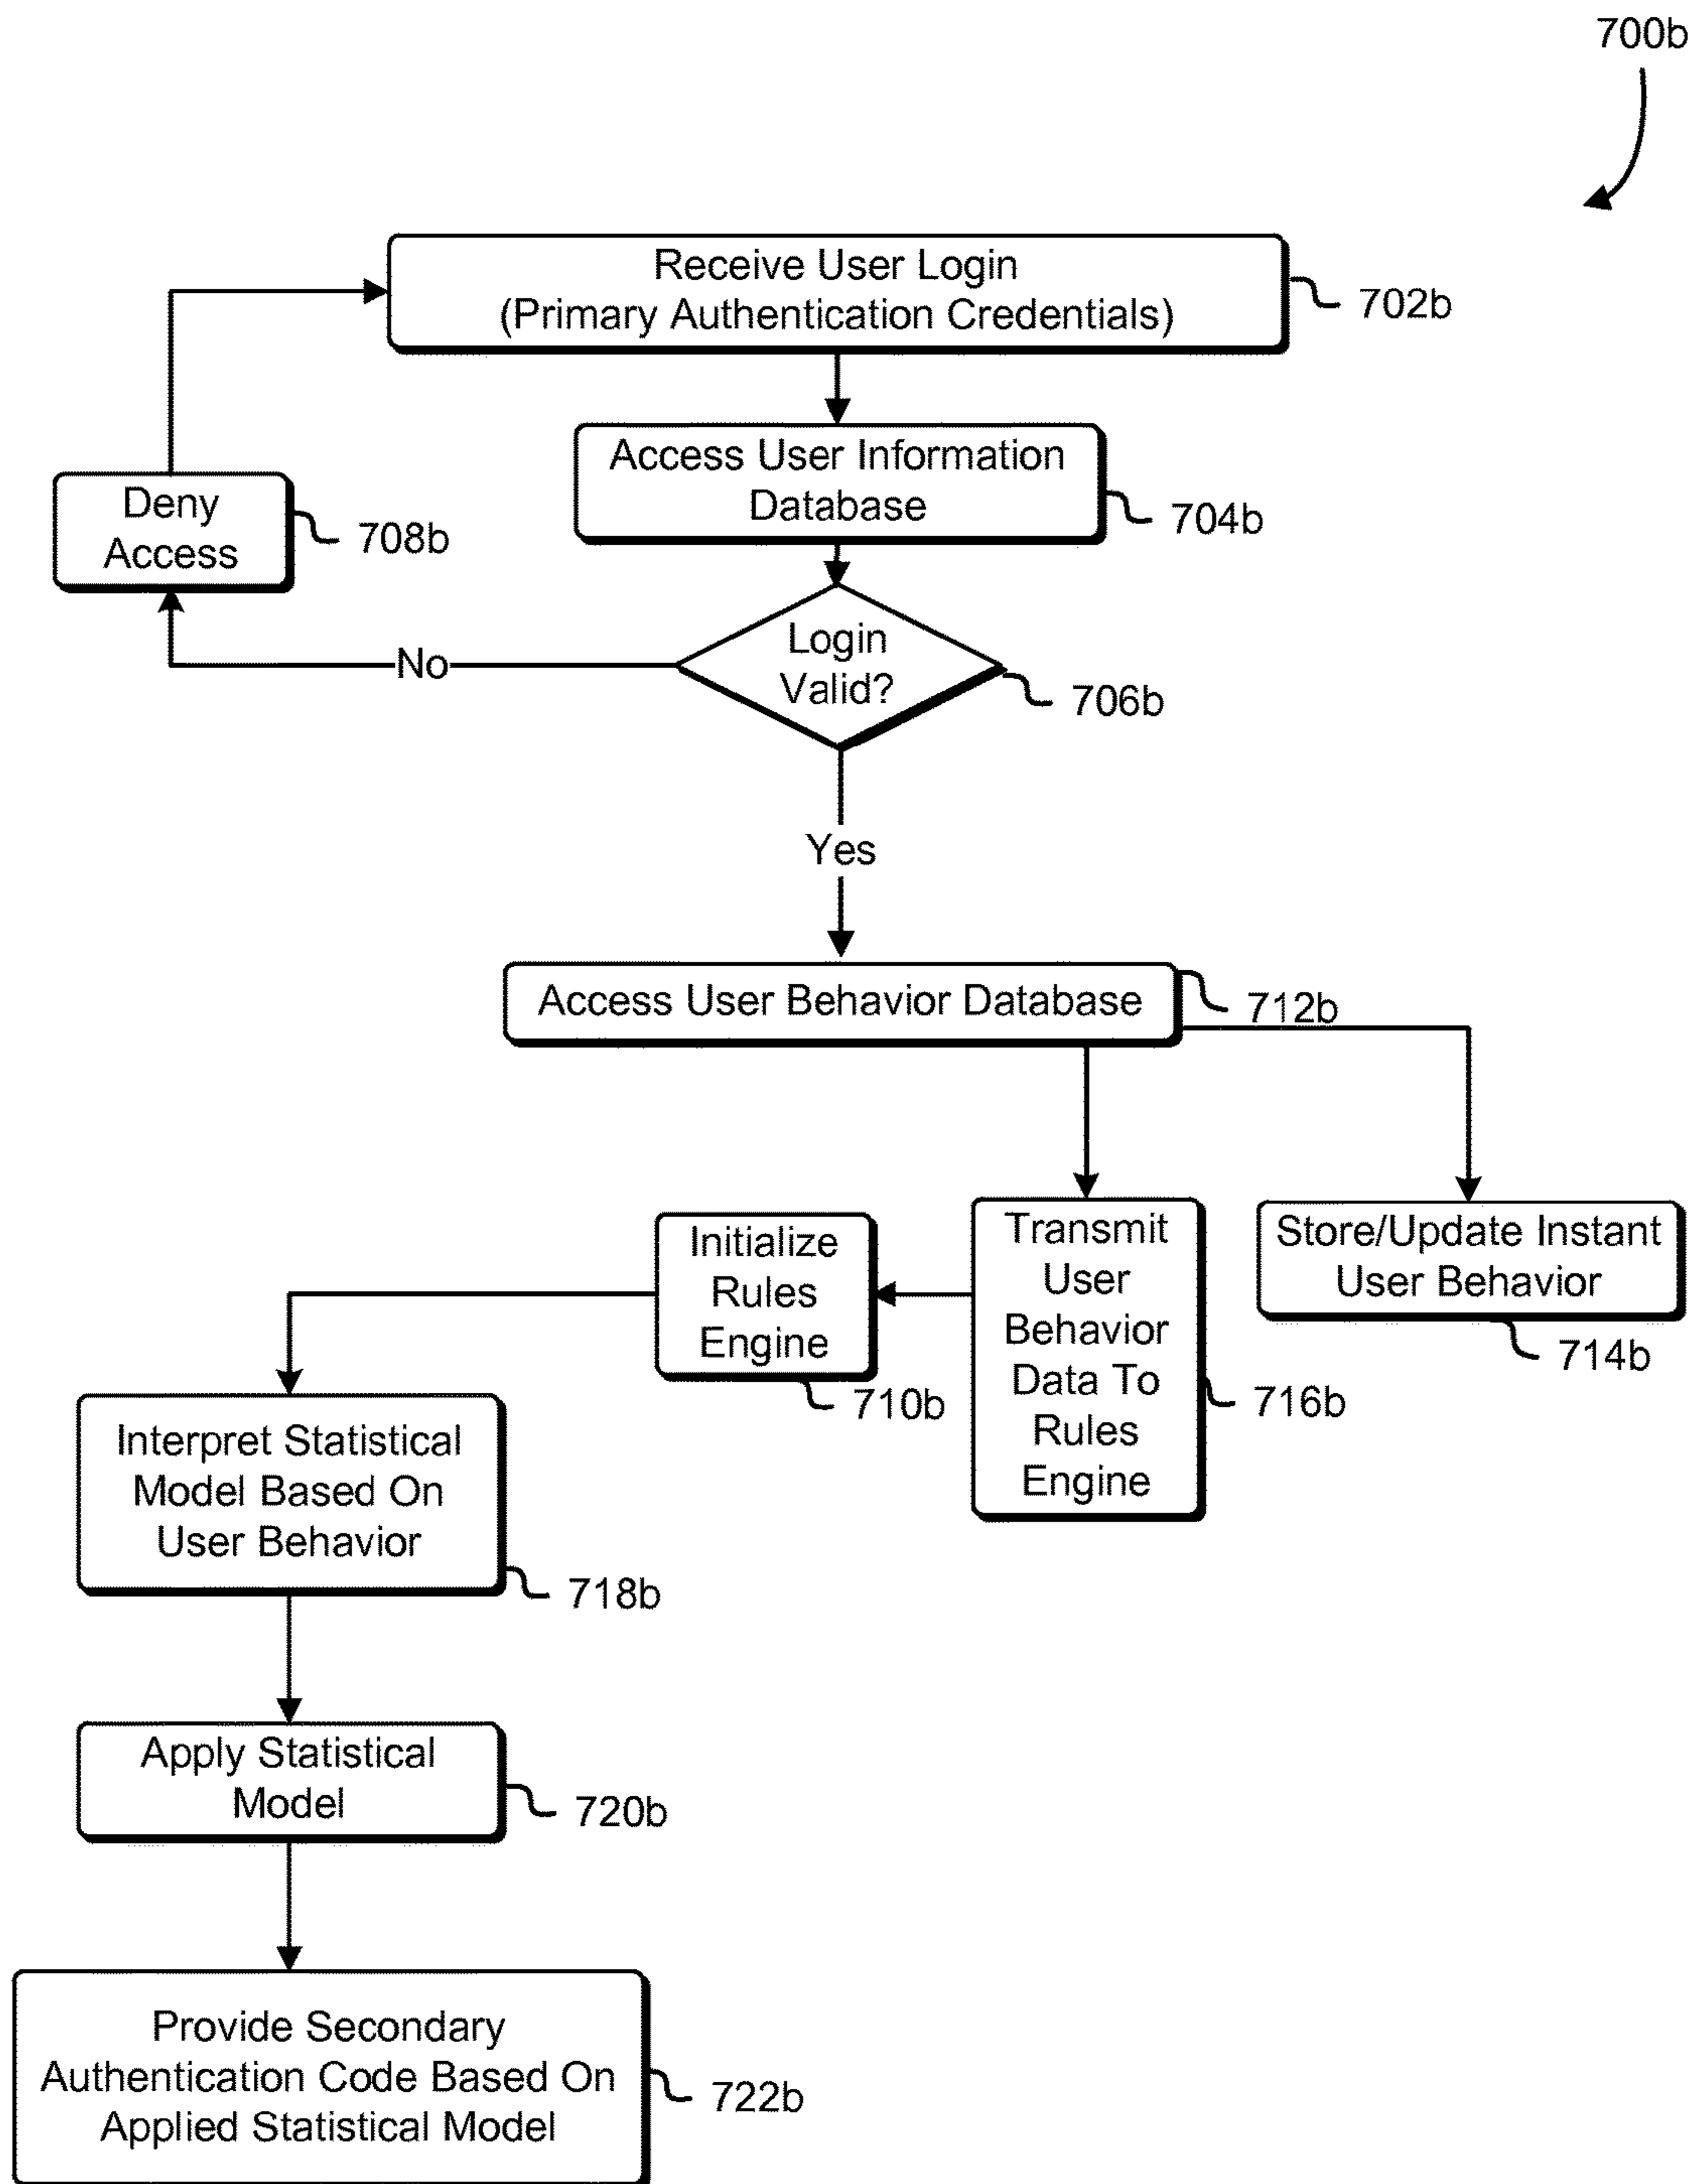 700b
Receive User Login
(Primary Authentication Credentials)
702b
Access User Information
Database
704b
Deny
Access
708b
Login
Valid?
706b
No
Yes
Access User Behavior Database
712b
Initialize
Rules
Engine
710b
Transmit
User
Behavior
Data To
Rules
Engine
716b
Store/Update Instant
User Behavior
714b
Interpret Statistical
Model Based On
User Behavior
718b
Apply Statistical
Model
720b
Provide Secondary
Authentication Code Based On
Applied Statistical Model
722b